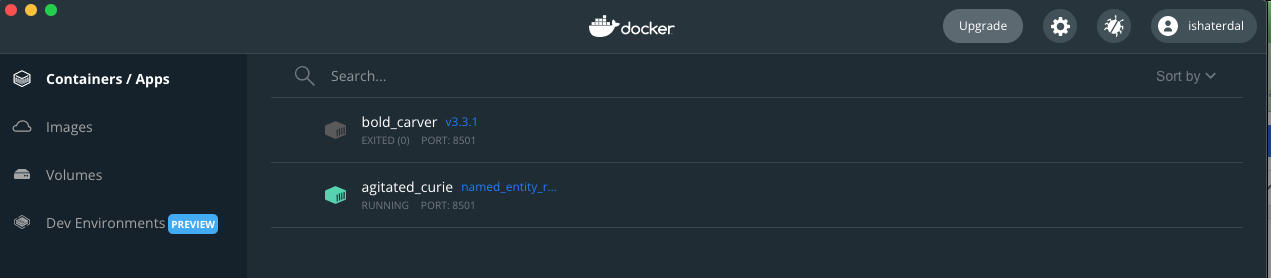 docker
Upgrade
ishaterdal
Containers / Apps
Images
Volumes
Dev Environments PREVIEW
Search...
Sort by
bold_carver v3.3.1
EXITED (0) PORT: 8501
agitated_curie named_entity_r...
RUNNING PORT: 8501